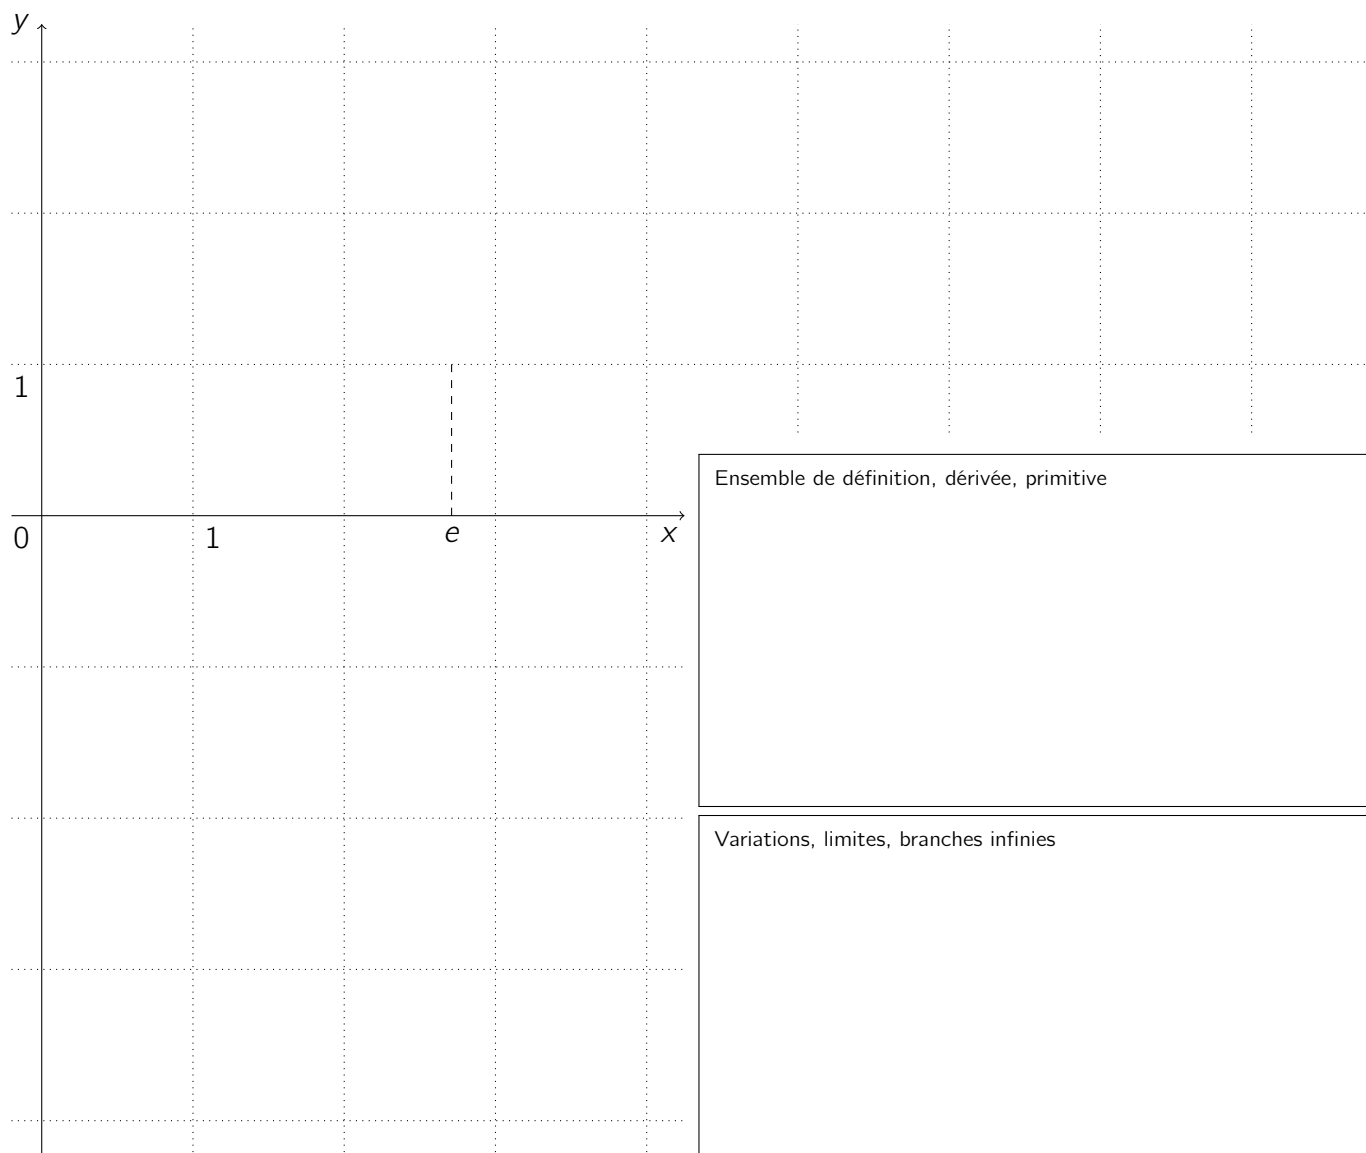 y
1
Ensemble de définition, dérivée, primitive
0 1 e x
Variations, limites, branches infinies